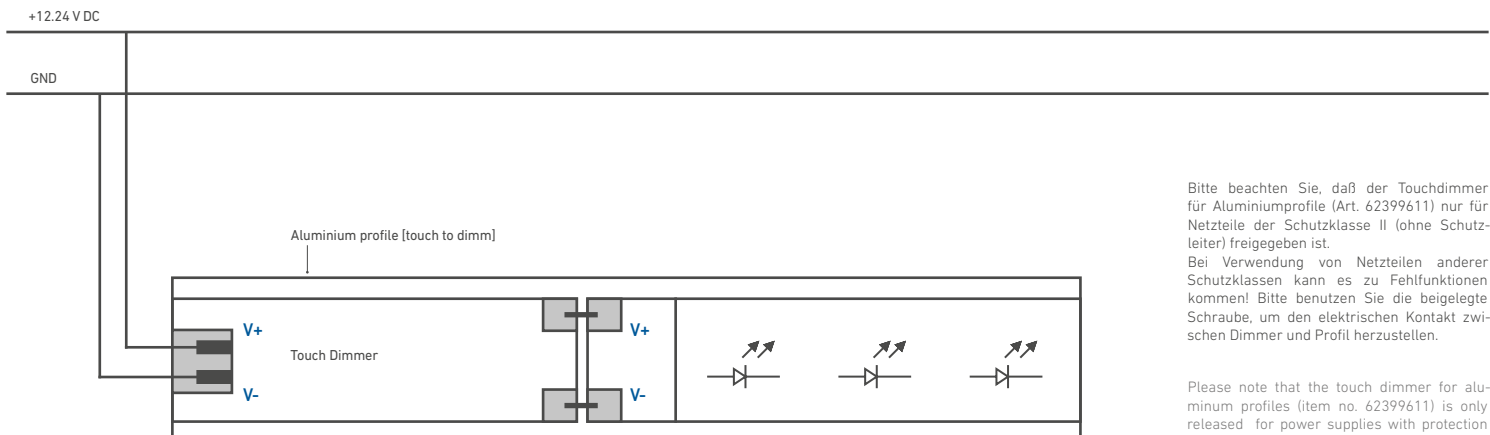 +12.24 V DC
GND
Aluminium profile [touch to dimm]
V+
Touch Dimmer
V-
V+
V-
Bitte beachten Sie, daß der Touchdimmer
für Aluminiumprofile (Art. 62399611) nur für
Netzteile der Schutzklasse II (ohne Schutz-
leiter) freigegeben ist.
Bei Verwendung von Netzteilen anderer
Schutzklassen kann es zu Fehlfunktionen
kommen! Bitte benutzen Sie die beigelegte
Schraube, um den elektrischen Kontakt zwi-
schen Dimmer und Profil herzustellen.
Please note that the touch dimmer for alu-
minum profiles (item no. 62399611) is only
released for power supplies with protection